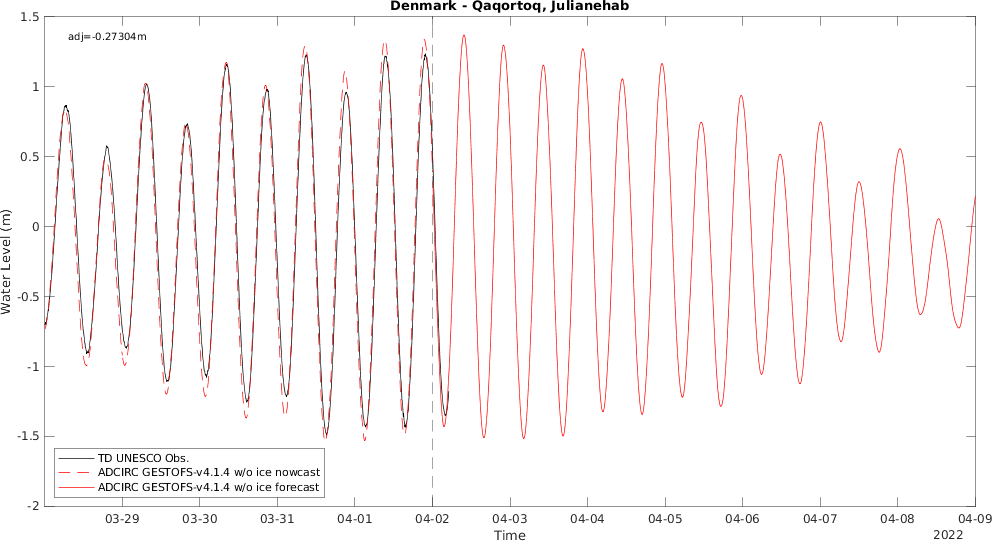 Denmark - Qaqortoq, Julianehab
adj=-0.27304m
1.5
1
0.5
0
-0.5
-1
-1.5
-2
Water Level (m)
TD UNESCO Obs.
ADCIRC GESTOFS-v4.1.4 w/o ice nowcast
ADCIRC GESTOFS-v4.1.4 w/o ice forecast
03-29 03-30 03-31 04-01 04-02 04-03 04-04 04-05 04-06 04-07 04-08 04-09
Time
2022